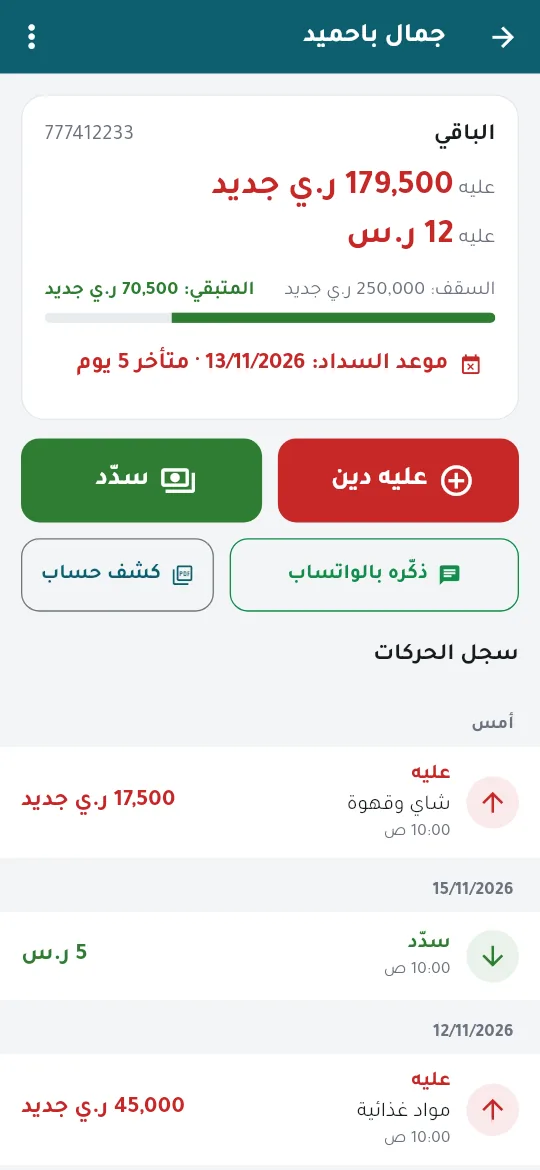 جمال باحميد
الباقي 777412233
عليه 179,500 ر.ي جديد
عليه 12 ر.س
السقف: 250,000 ر.ي جديد المتبقي: 70,500 ر.ي جديد
موعد السداد: 13/11/2026 · متأخر 5 يوم
عليه دين
سدّد
ذكّره بالواتساب
PDF كشف حساب
سجل الحركات
أمس
عليه
شاي وقهوة
17,500 ر.ي جديد
10:00 ص
15/11/2026
سدّد
5 ر.س
10:00 ص
12/11/2026
عليه
مواد غذائية
45,000 ر.ي جديد
10:00 ص